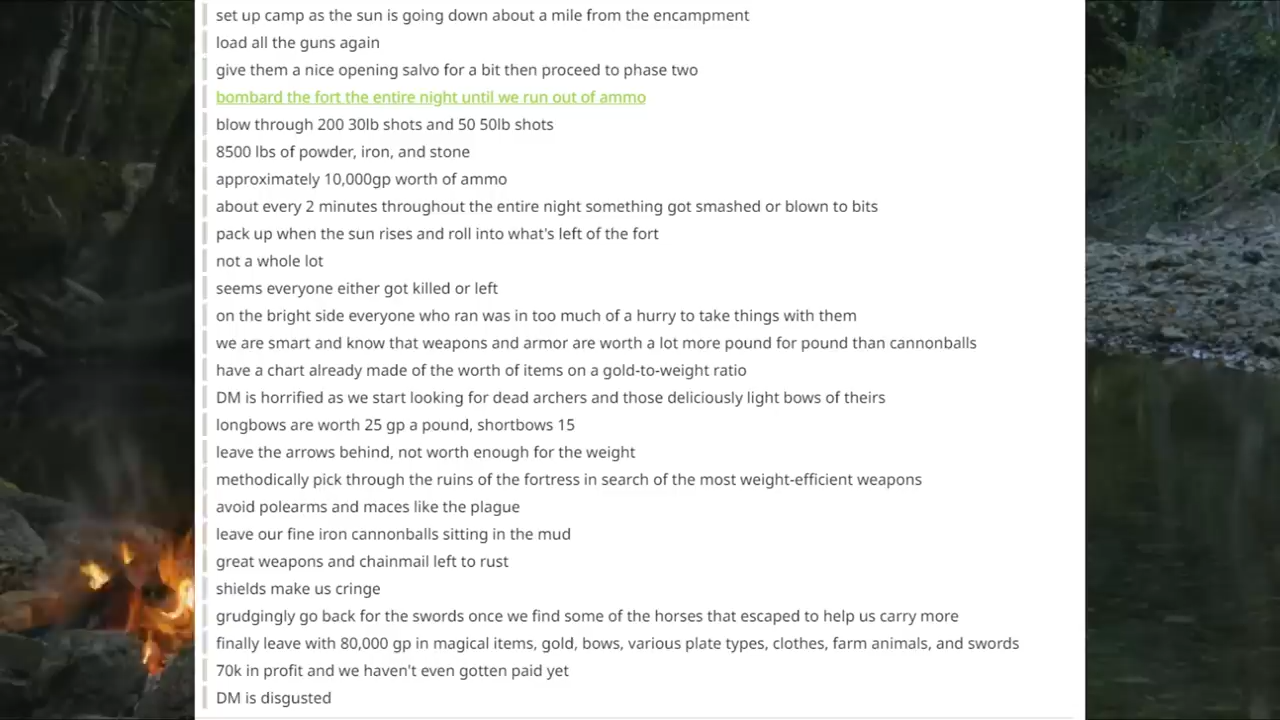 set up camp as the sun is going down about a mile from the encampment
load all the guns again
give them a nice opening salvo for a bit then proceed to phase two
bombard the fort the entire night until we run out of ammo
blow through 200 30lb shots and 50 50lb shots
8500 lbs of powder, iron, and stone
approximately 10,000gp worth of ammo
about every 2 minutes throughout the entire night something got smashed or blown to bits
pack up when the sun rises and roll into what's left of the fort
not a whole lot
seems everyone either got killed or left
on the bright side everyone who ran was in too much of a hurry to take things with them
we are smart and know that weapons and armor are worth a lot more pound for pound than cannonballs
have a chart already made of the worth of items on a gold-to-weight ratio
DM is horrified as we start looking for dead archers and those deliciously light bows of theirs
longbows are worth 25 gp a pound, shortbows 15
leave the arrows behind, not worth enough for the weight
methodically pick through the ruins of the fortress in search of the most weight-efficient weapons
avoid polearms and maces like the plague
leave our fine iron cannonballs sitting in the mud
great weapons and chainmail left to rust
shields make us cringe
grudgingly go back for the swords once we find some of the horses that escaped to help us carry more
finally leave with 80,000 gp in magical items, gold, bows, various plate types, clothes, farm animals, and swords
70k in profit and we haven't even gotten paid yet
DM is disgusted